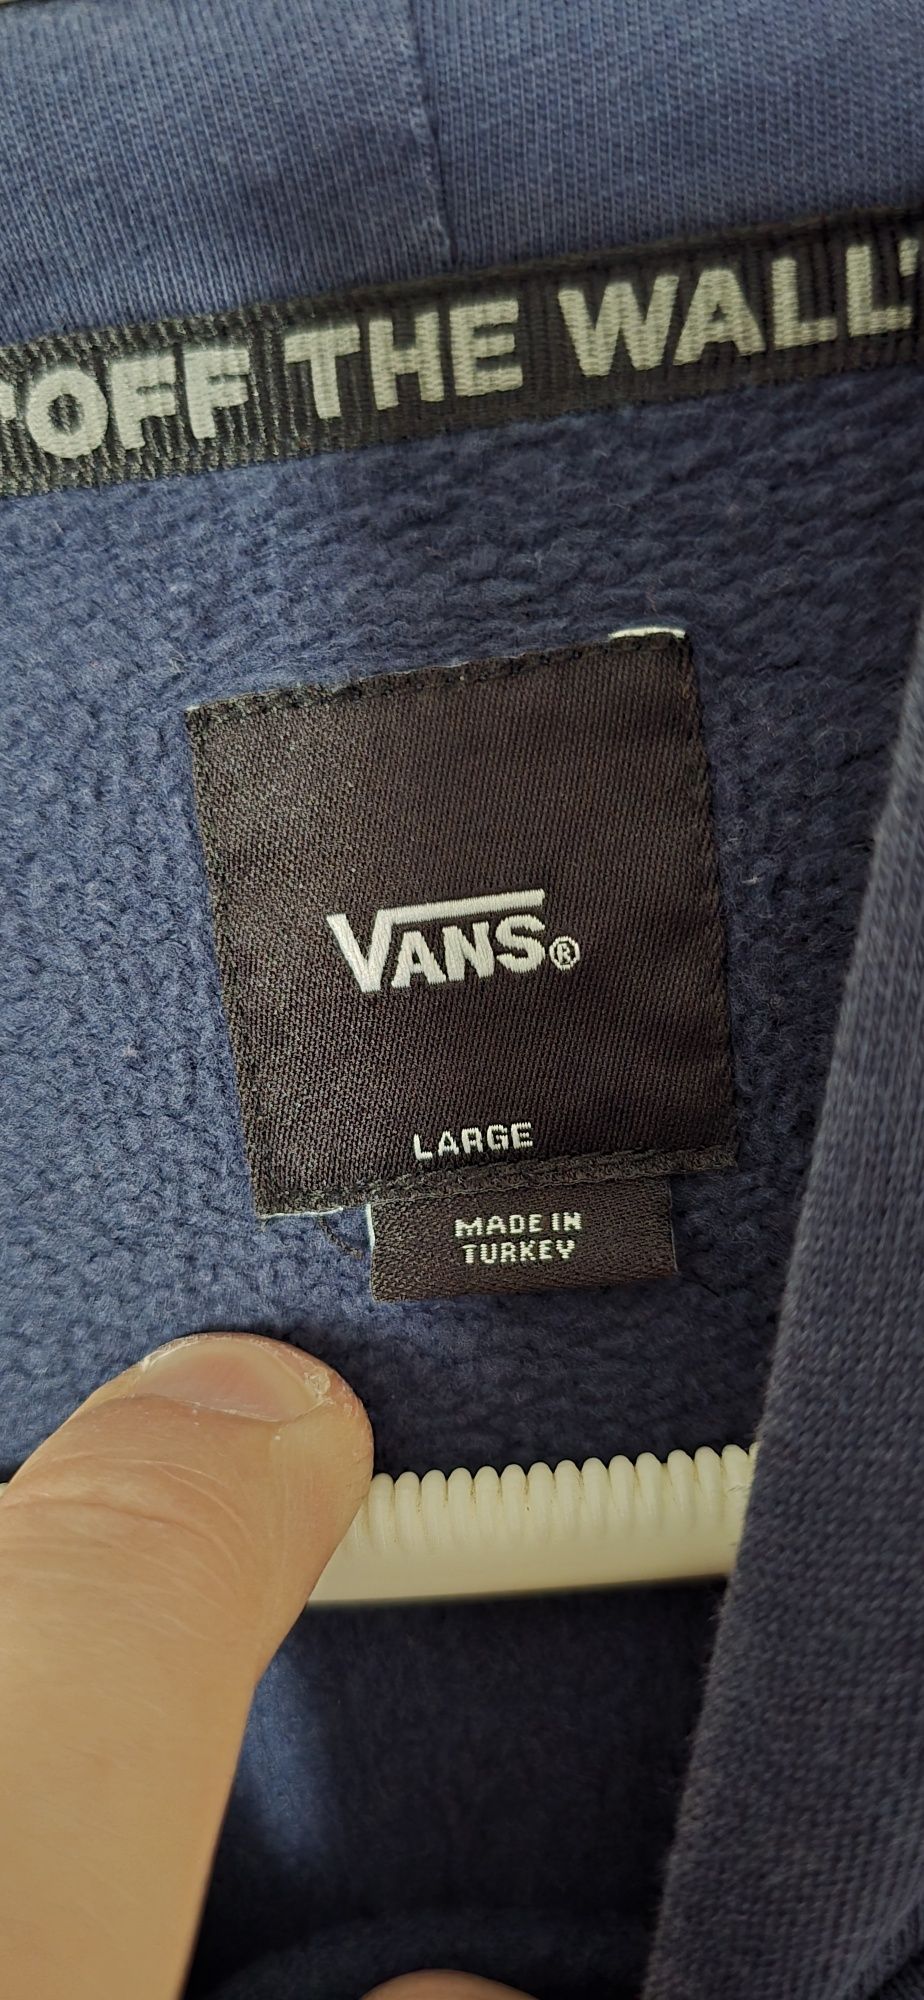 "OFF THE WALL"
VANS®
LARGE
MADE IN
TURKEY